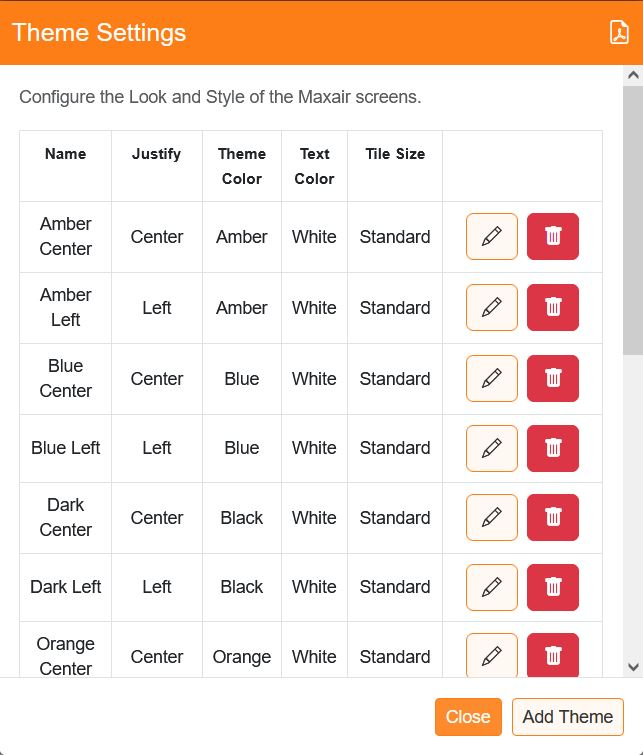 Theme Settings
Configure the Look and Style of the Maxair screens.
Name Justify Theme Color Text Color Tile Size
Amber Center Center Amber White Standard
Amber Left Left Amber White Standard
Blue Center Center Blue White Standard
Blue Left Left Blue White Standard
Dark Center Center Black White Standard
Dark Left Left Black White Standard
Orange Center Center Orange White Standard
Close Add Theme